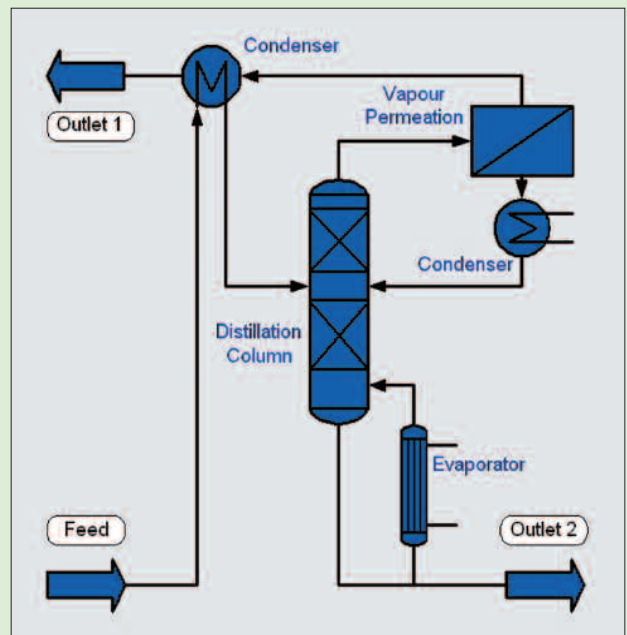 Condenser
Outlet 1
Vapour
Permeation
Condenser
Distillation
Column
Evaporator
Feed
Outlet 2